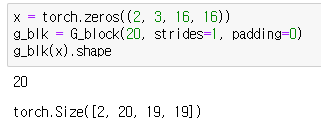 x = torch.zeros((2, 3, 16, 16))
g_blk = G_block(20, strides=1, padding=0)
g_blk(x).shape
20
torch.Size([2, 20, 19, 19])